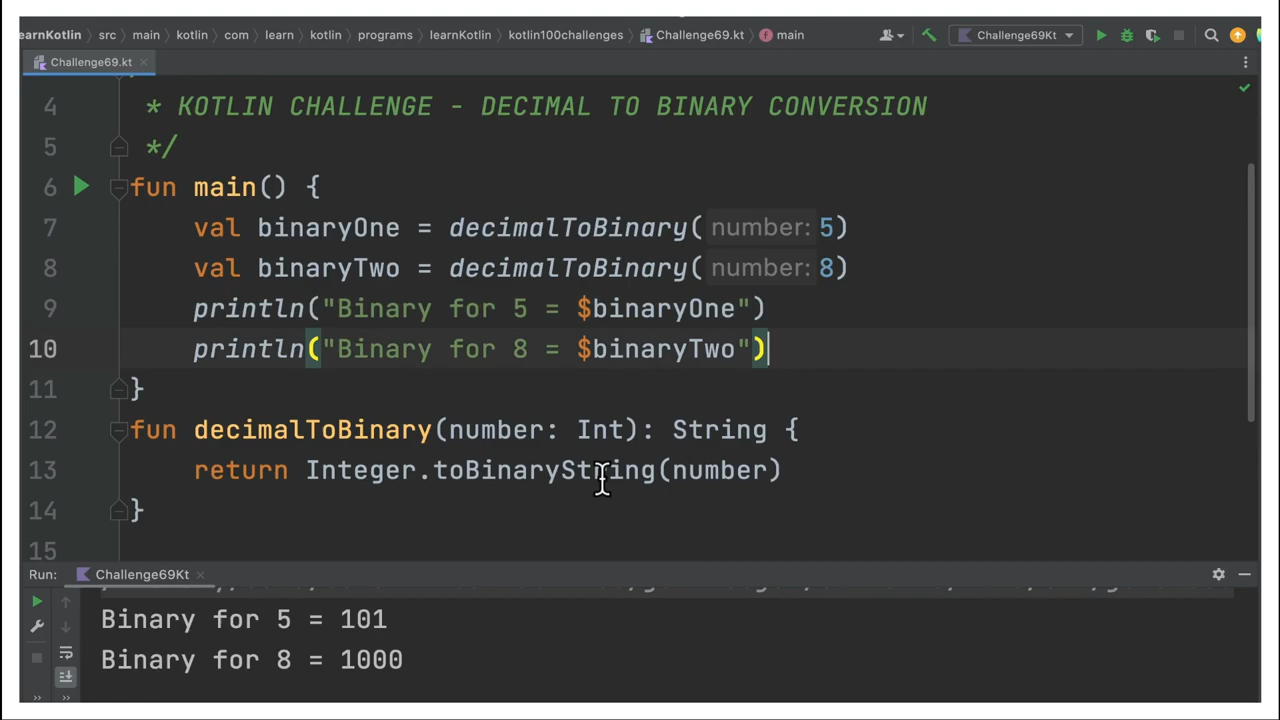 learnKotlin > src > main > kotlin > com > learn > kotlin > programs > learnKotlin > kotlin100challenges > Challenge69.kt > main Challenge69Kt
Challenge69.kt
4 * KOTLIN CHALLENGE - DECIMAL TO BINARY CONVERSION
5 */
6 fun main() {
7 val binaryOne = decimalToBinary( number: 5)
8 val binaryTwo = decimalToBinary( number: 8)
9 println("Binary for 5 = $binaryOne")
10 println("Binary for 8 = $binaryTwo")
11 }
12 fun decimalToBinary(number: Int): String {
13 return Integer.toBinaryString(number)
14 }
15
Run: Challenge69Kt
Binary for 5 = 101
Binary for 8 = 1000